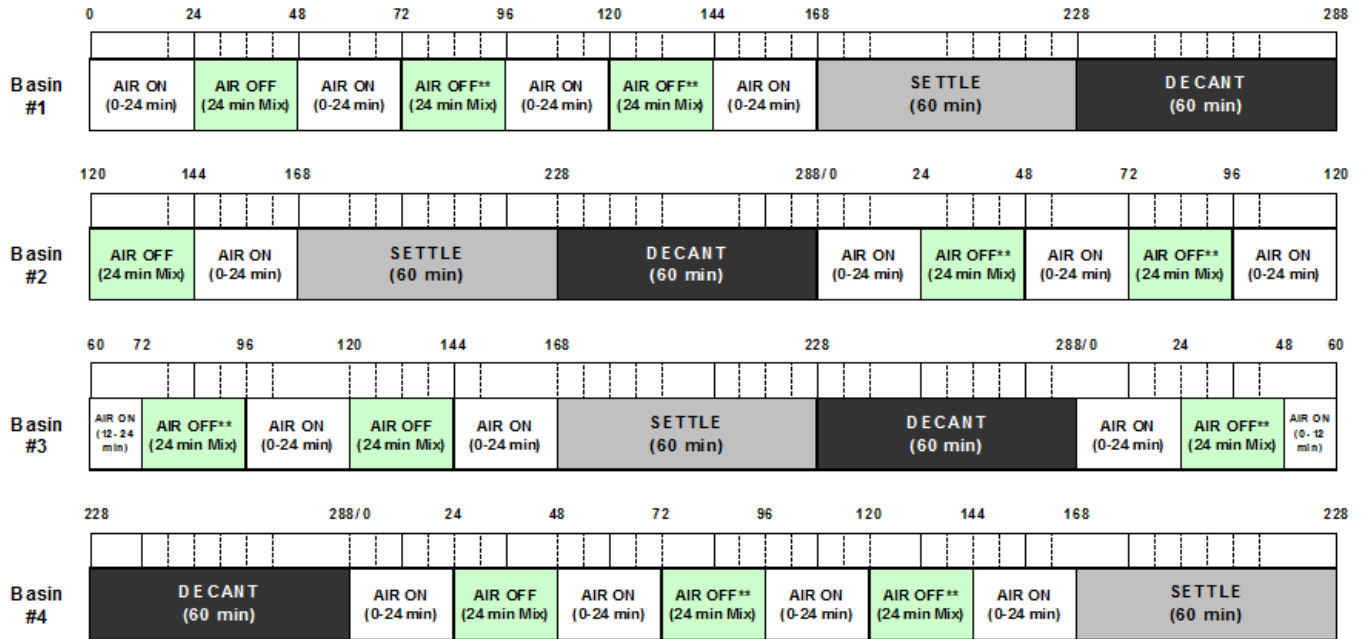 0 24 48 72 96 120 144 168 228 288
Basin
#1
AIR ON
(0-24 min)
AIR OFF
(24 min Mix)
AIR ON
(0-24 min)
AIR OFF**
(24 min Mix)
AIR ON
(0-24 min)
AIR OFF**
(24 min Mix)
AIR ON
(0-24 min)
SETTLE
(60 min)
DECANT
(60 min)
120 144 168 228 288/0 24 48 72 96 120
Basin
#2
AIR OFF
(24 min Mix)
AIR ON
(0-24 min)
SETTLE
(60 min)
DECANT
(60 min)
AIR ON
(0-24 min)
AIR OFF**
(24 min Mix)
AIR ON
(0-24 min)
AIR OFF**
(24 min Mix)
AIR ON
(0-24 min)
60 72 96 120 144 168 228 288/0 24 48 60
Basin
#3
AIR ON
(12-24
min)
AIR OFF**
(24 min Mix)
AIR ON
(0-24 min)
AIR OFF
(24 min Mix)
AIR ON
(0-24 min)
SETTLE
(60 min)
DECANT
(60 min)
AIR ON
(0-24 min)
AIR OFF**
(24 min Mix)
AIR ON
(0-12
min)
228 288/0 24 48 72 96 120 144 168 228
Basin
#4
DECANT
(60 min)
AIR ON
(0-24 min)
AIR OFF
(24 min Mix)
AIR ON
(0-24 min)
AIR OFF**
(24 min Mix)
AIR ON
(0-24 min)
AIR OFF**
(24 min Mix)
AIR ON
(0-24 min)
SETTLE
(60 min)